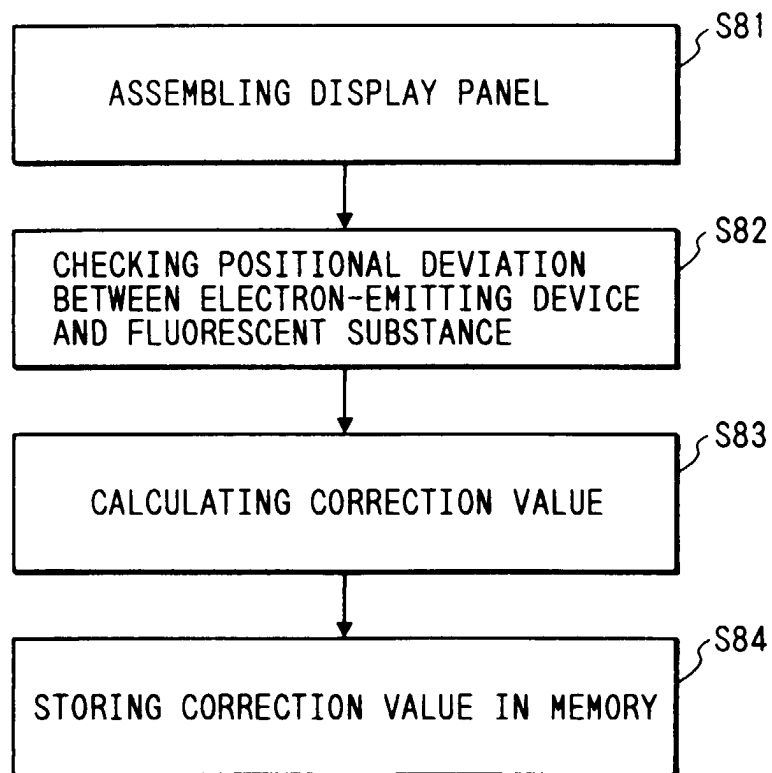 S81
ASSEMBLING DISPLAY PANEL
S82
CHECKING POSITIONAL DEVIATION
BETWEEN ELECTRON-EMITTING DEVICE
AND FLUORESCENT SUBSTANCE
S83
CALCULATING CORRECTION VALUE
S84
STORING CORRECTION VALUE IN MEMORY